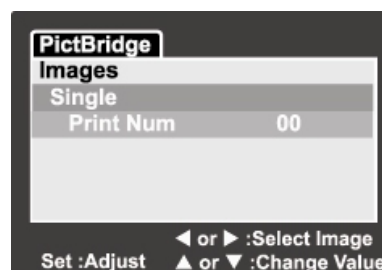 PictBridge
Images
Single
Print Num 00
◀ or ▶ :Select Image
Set :Adjust ▲ or ▼ :Change Value